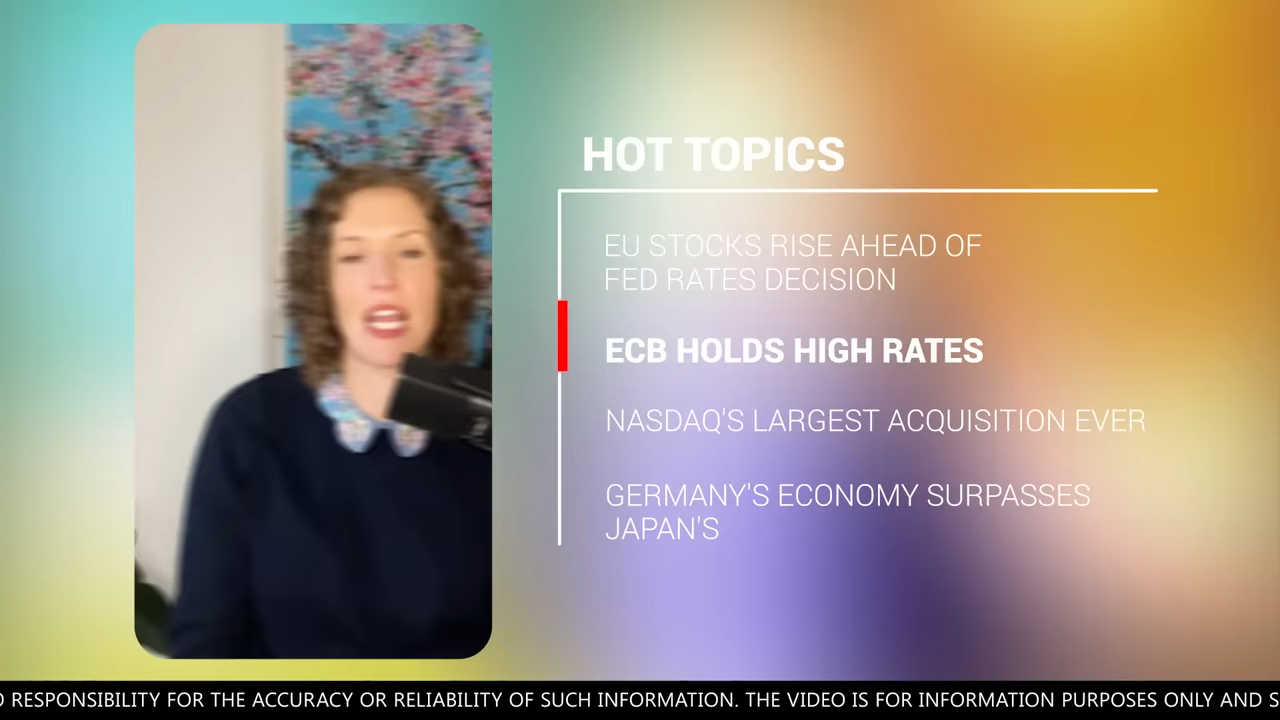 HOT TOPICS
EU STOCKS RISE AHEAD OF
FED RATES DECISION
ECB HOLDS HIGH RATES
NASDAQ'S LARGEST ACQUISITION EVER
GERMANY'S ECONOMY SURPASSES
JAPAN'S
RESPONSIBILITY FOR THE ACCURACY OR RELIABILITY OF SUCH INFORMATION. THE VIDEO IS FOR INFORMATION PURPOSES ONLY AND